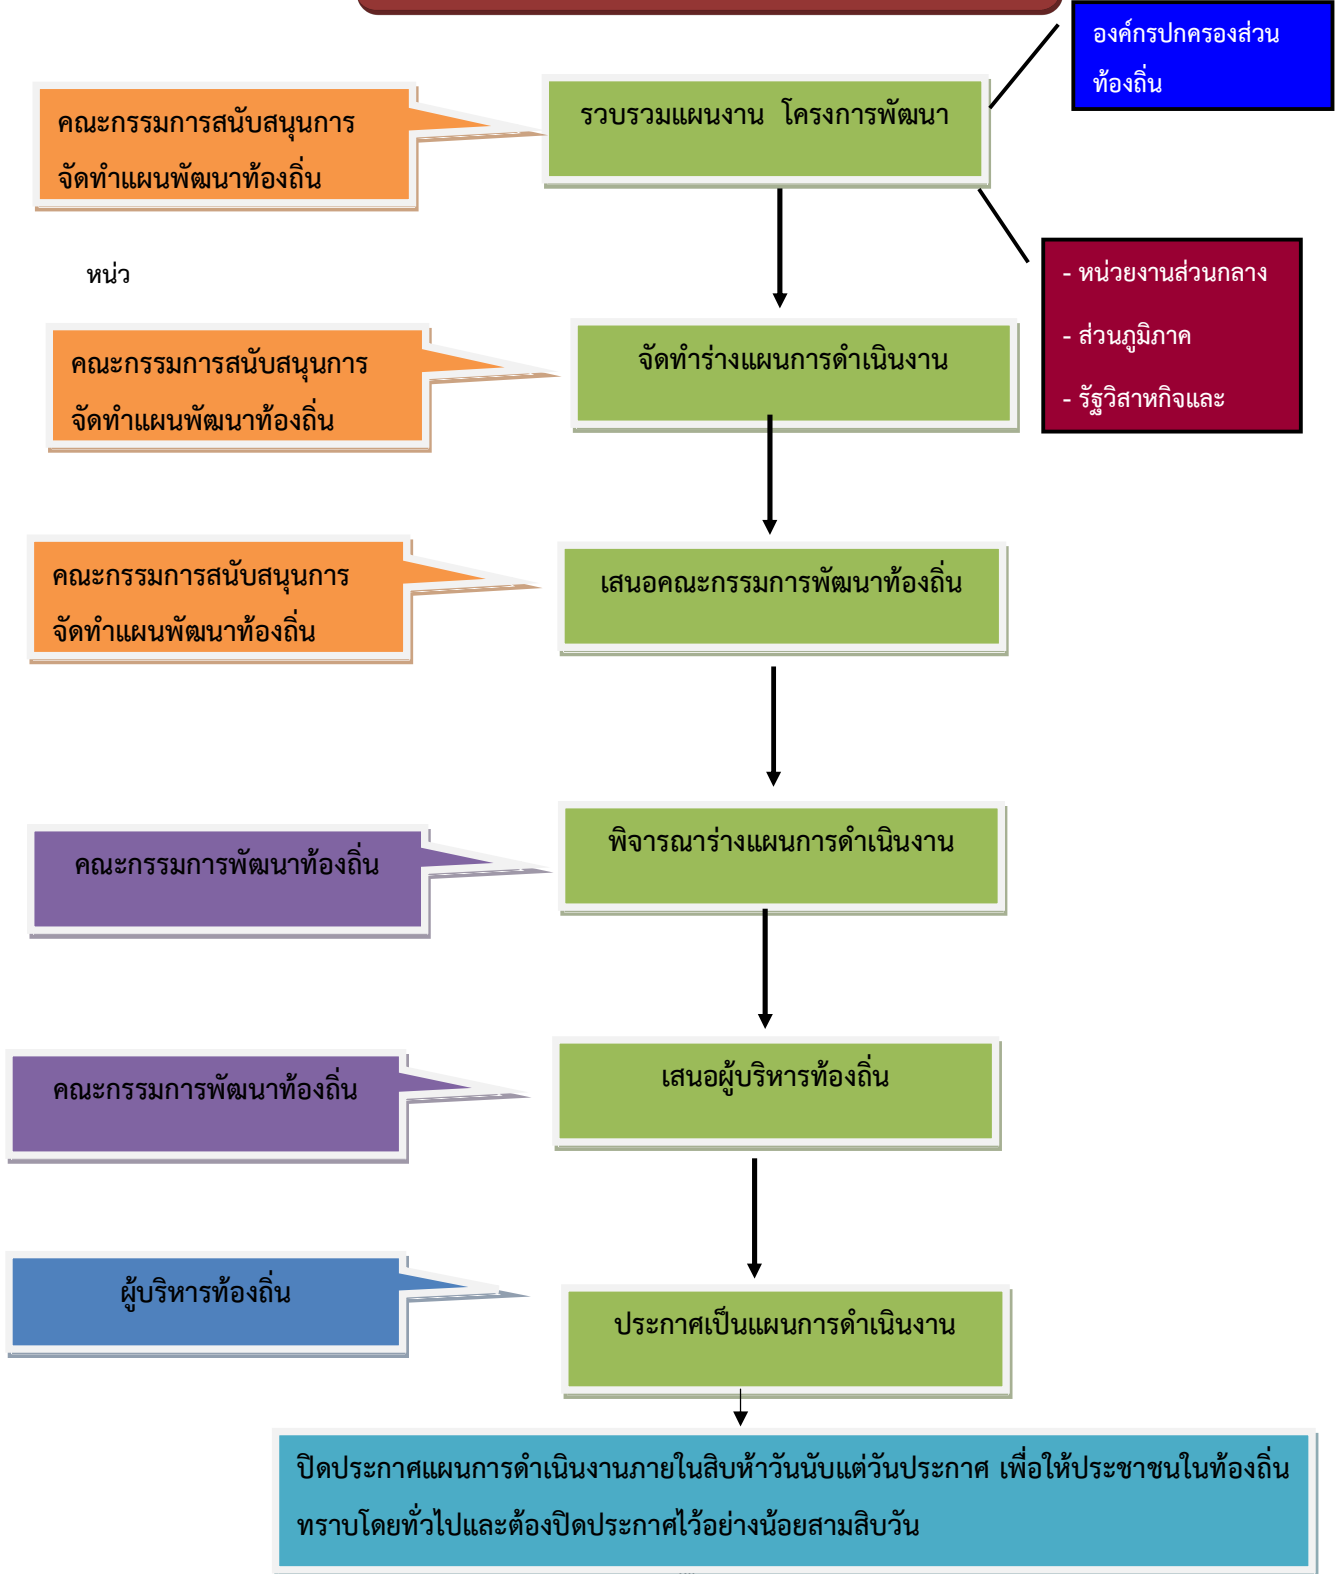 องค์กรปกครองส่วน
ท้องถิ่น
คณะกรรมการสนับสนุนการ
จัดทำแผนพัฒนาท้องถิ่น
รวบรวมแผนงาน โครงการพัฒนา
หน่ว
- หน่วยงานส่วนกลาง
- ส่วนภูมิภาค
- รัฐวิสาหกิจและ
คณะกรรมการสนับสนุนการ
จัดทำแผนพัฒนาท้องถิ่น
จัดทำร่างแผนการดำเนินงาน
คณะกรรมการสนับสนุนการ
จัดทำแผนพัฒนาท้องถิ่น
เสนอคณะกรรมการพัฒนาท้องถิ่น
คณะกรรมการพัฒนาท้องถิ่น
พิจารณาร่างแผนการดำเนินงาน
คณะกรรมการพัฒนาท้องถิ่น
เสนอผู้บริหารท้องถิ่น
ผู้บริหารท้องถิ่น
ประกาศเป็นแผนการดำเนินงาน
ปิดประกาศแผนการดำเนินงานภายในสิบห้าวันนับแต่วันประกาศ เพื่อให้ประชาชนในท้องถิ่น
ทราบโดยทั่วไปและต้องปิดประกาศไว้อย่างน้อยสามสิบวัน